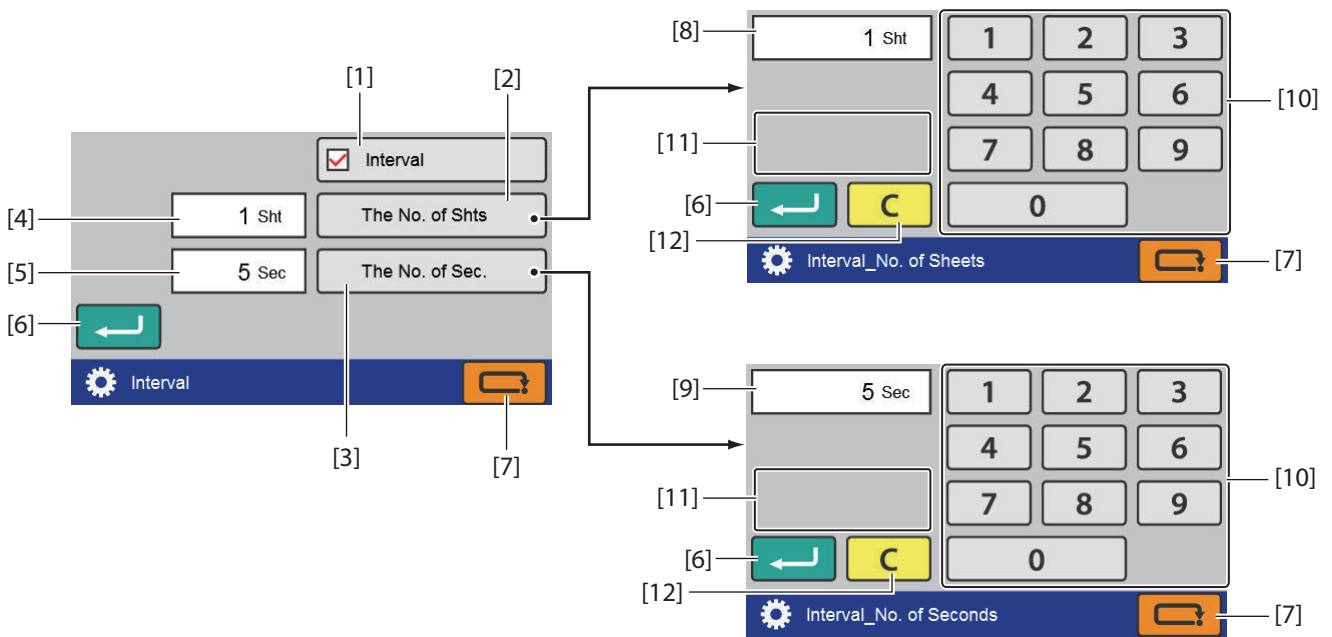 [1]
[2]
Interval
[4]
1 Sht
The No. of Shts
[5]
5 Sec
The No. of Sec.
[6]
Interval
[3]
[7]
[8]
1 Sht
1 2 3
4 5 6
[10]
[11]
7 8 9
[6]
C
0
[12]
Interval_No. of Sheets
[7]
[9]
5 Sec
1 2 3
4 5 6
[10]
[11]
7 8 9
[6]
C
0
[12]
Interval_No. of Seconds
[7]